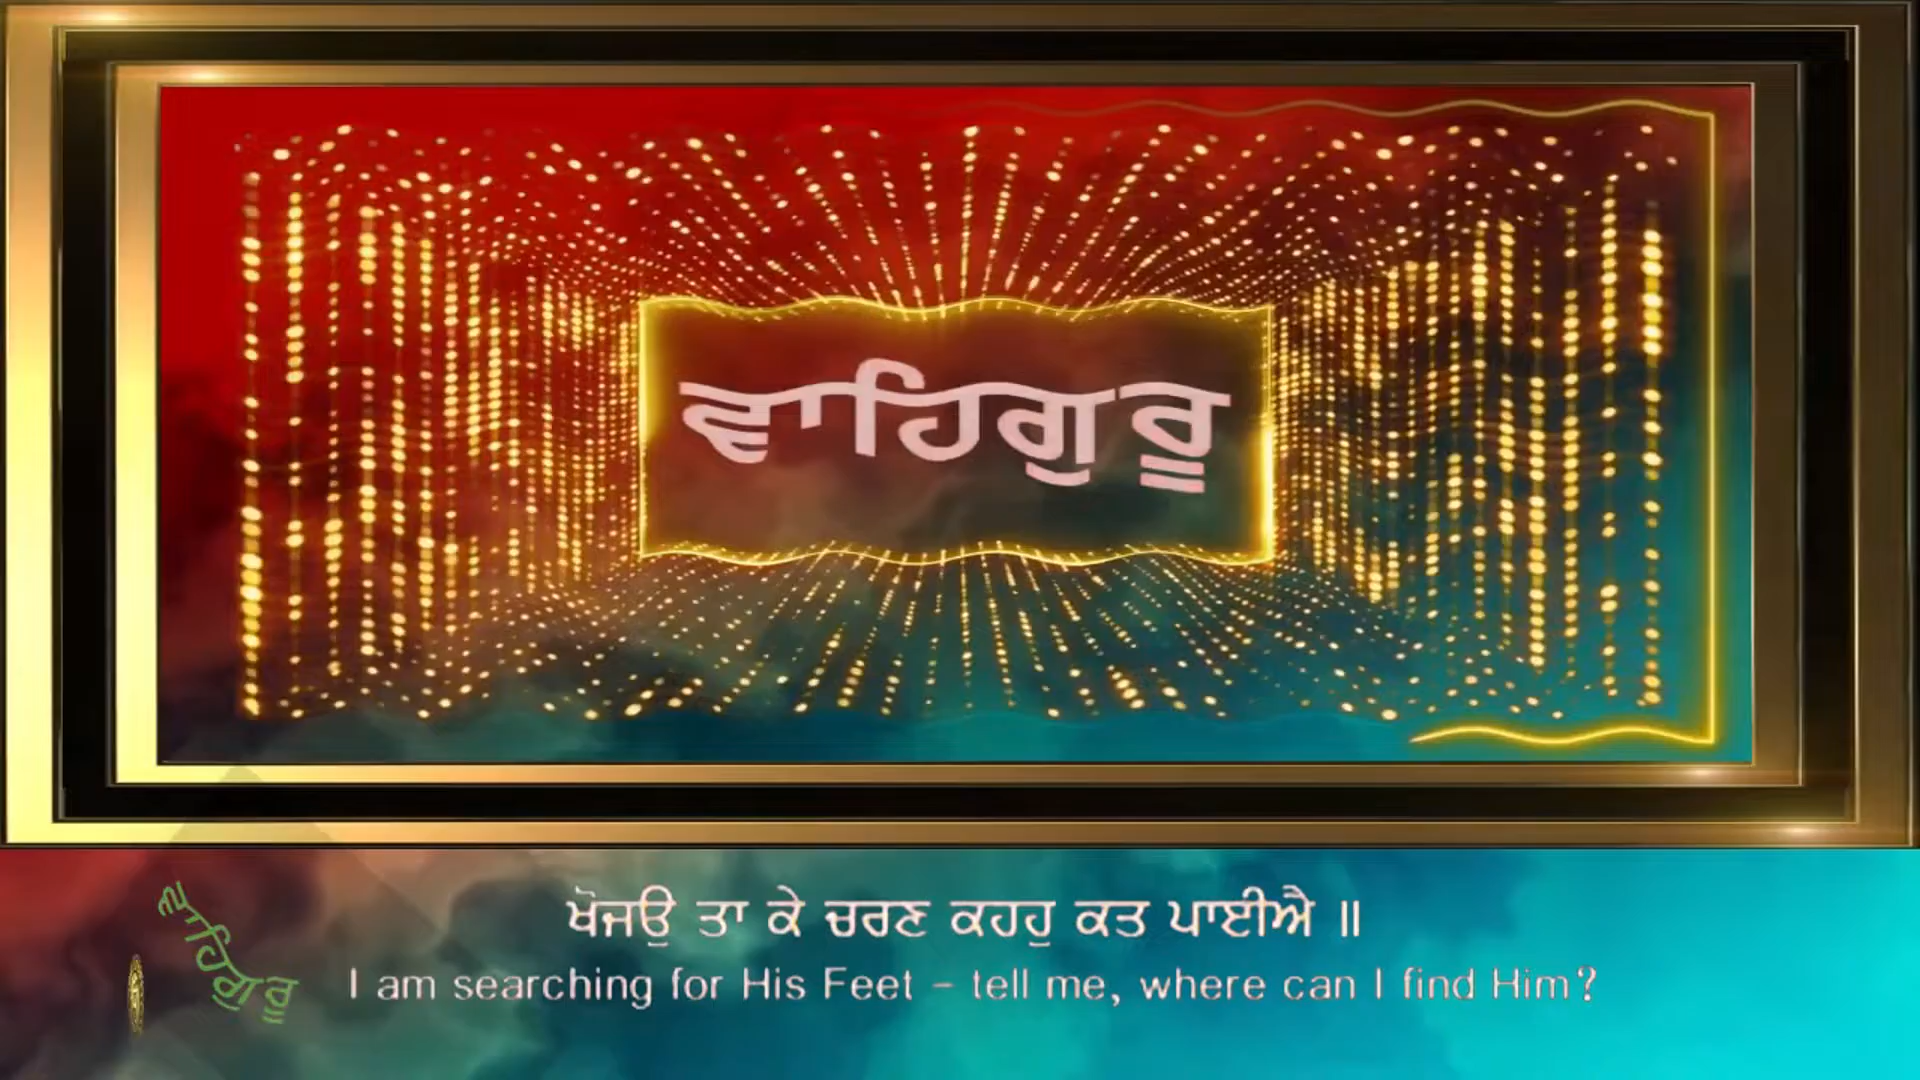 ਵਾਹਿਗੁਰੂ
ਖੋਜਉ ਤਾ ਕੇ ਚਰਣ ਕਹਹੁ ਕਤ ਪਾਈਐ ॥
I am searching for His Feet – tell me, where can I find Him?
ਵਾਹਿਗੁਰੂ